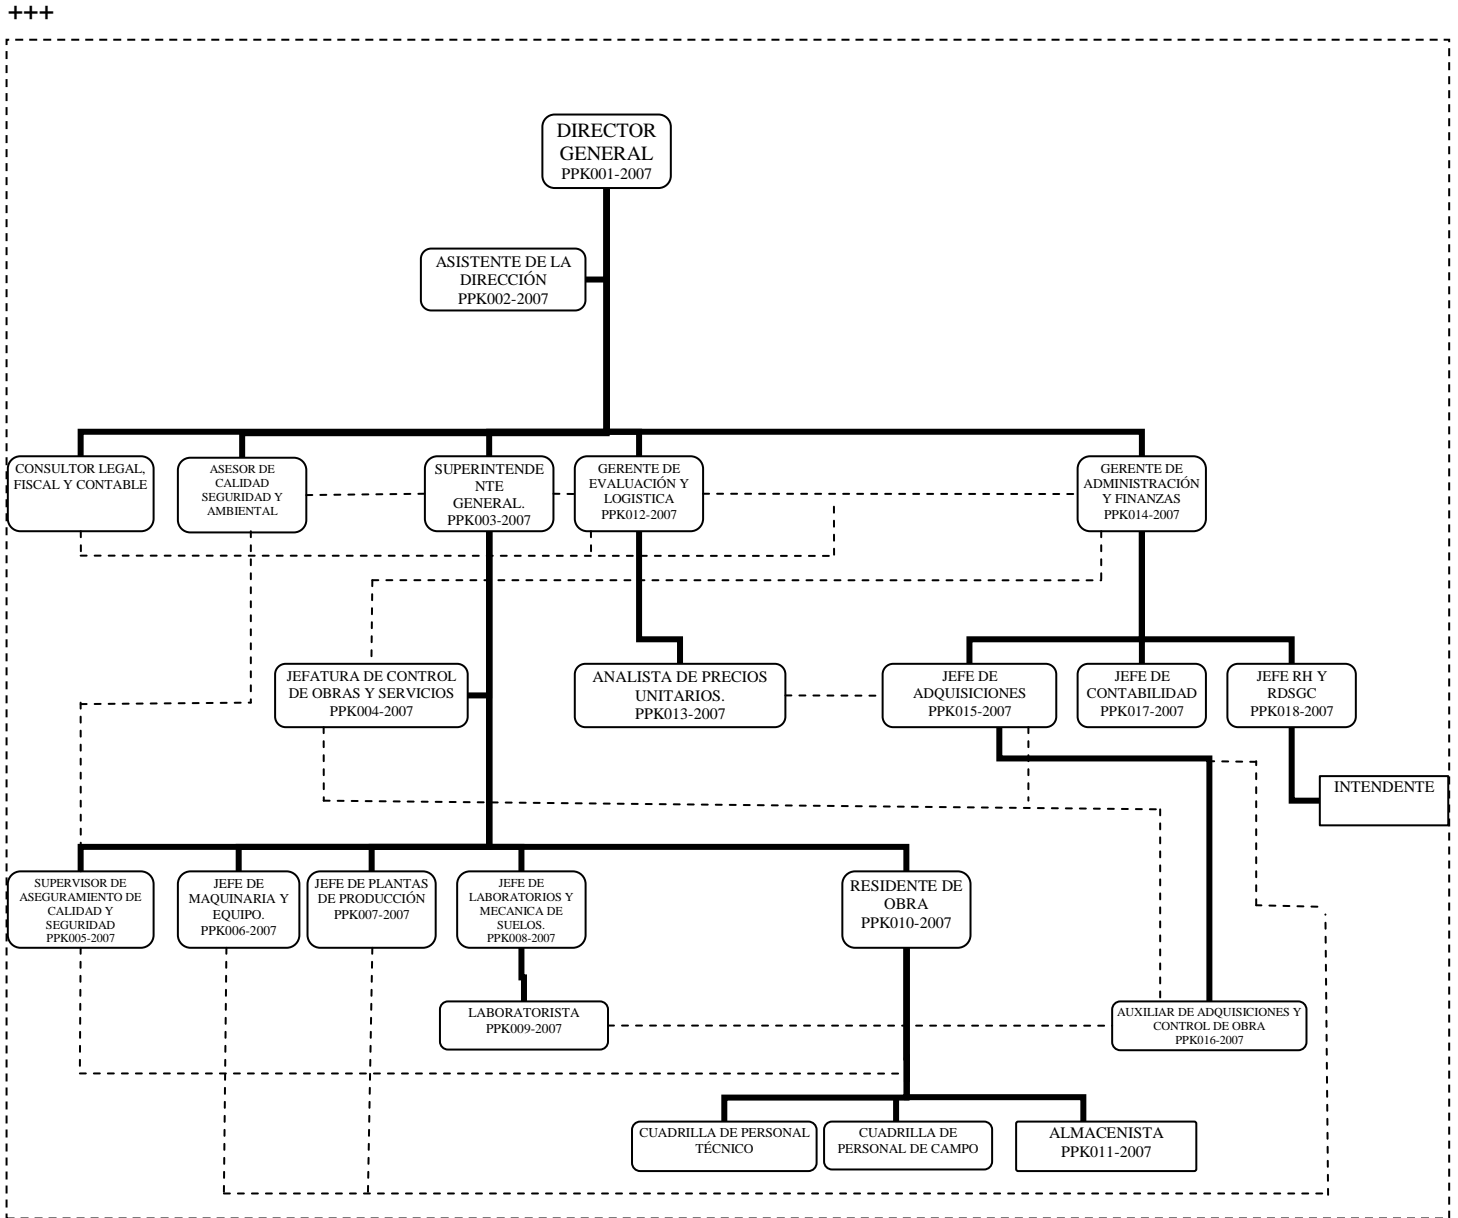 +++
DIRECTOR
GENERAL
PPK001-2007
ASISTENTE DE LA
DIRECCIÓN
PPK002-2007
CONSULTOR LEGAL,
FISCAL Y CONTABLE
ASESOR DE
CALIDAD
SEGURIDAD Y
AMBIENTAL
SUPERINTENDE
NTE
GENERAL.
PPK003-2007
GERENTE DE
EVALUACIÓN Y
LOGISTICA
PPK012-2007
GERENTE DE
ADMINISTRACIÓN
Y FINANZAS
PPK014-2007
JEFATURA DE CONTROL
DE OBRAS Y SERVICIOS
PPK004-2007
ANALISTA DE PRECIOS
UNITARIOS.
PPK013-2007
JEFE DE
ADQUISICIONES
PPK015-2007
JEFE DE
CONTABILIDAD
PPK017-2007
JEFE RH Y
RDSGC
PPK018-2007
INTENDENTE
SUPERVISOR DE
ASEGURAMIENTO DE
CALIDAD Y
SEGURIDAD
PPK005-2007
JEFE DE
MAQUINARIA Y
EQUIPO.
PPK006-2007
JEFE DE PLANTAS
DE PRODUCCIÓN
PPK007-2007
JEFE DE
LABORATORIOS Y
MECANICA DE
SUELOS.
PPK008-2007
RESIDENTE DE
OBRA
PPK010-2007
LABORATORISTA
PPK009-2007
AUXILIAR DE ADQUISICIONES Y
CONTROL DE OBRA
PPK016-2007
CUADRILLA DE PERSONAL
TÉCNICO
CUADRILLA DE
PERSONAL DE CAMPO
ALMACENISTA
PPK011-2007